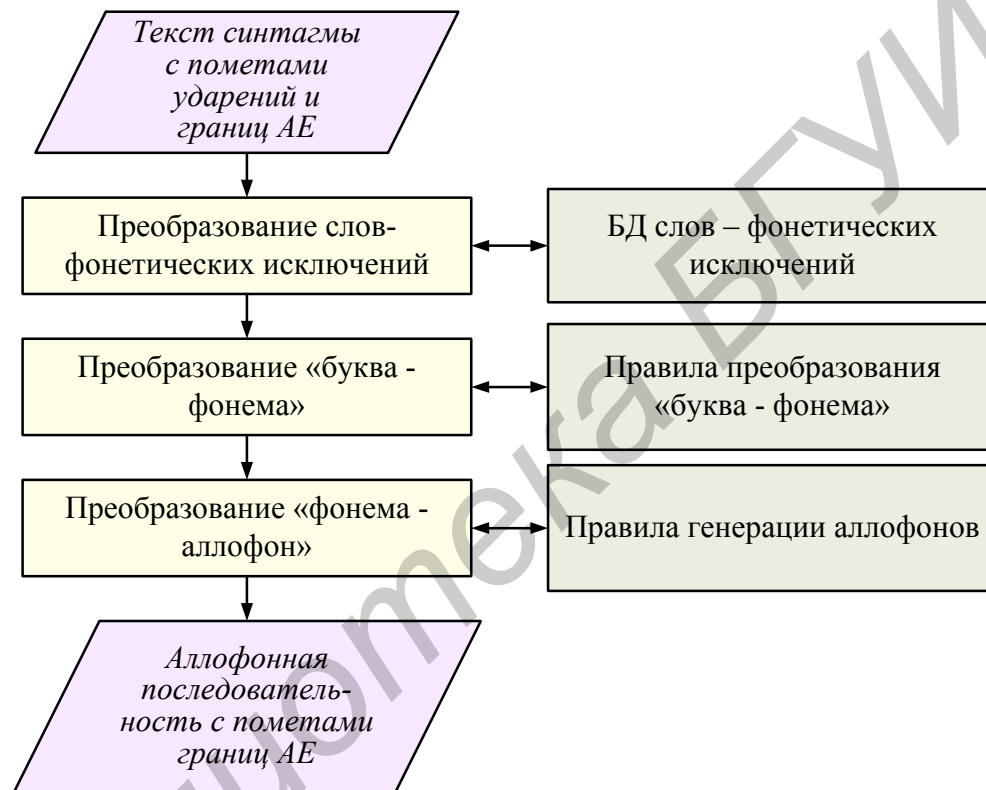 Текст синтагмы
с пометами
ударений и
границ АЕ
Преобразование слов-
фонетических исключений
БД слов – фонетических
исключений
Преобразование «буква -
фонема»
Правила преобразования
«буква - фонема»
Преобразование «фонема -
аллофон»
Правила генерации аллофонов
Аллофонная
последователь-
ность с пометами
границ АЕ